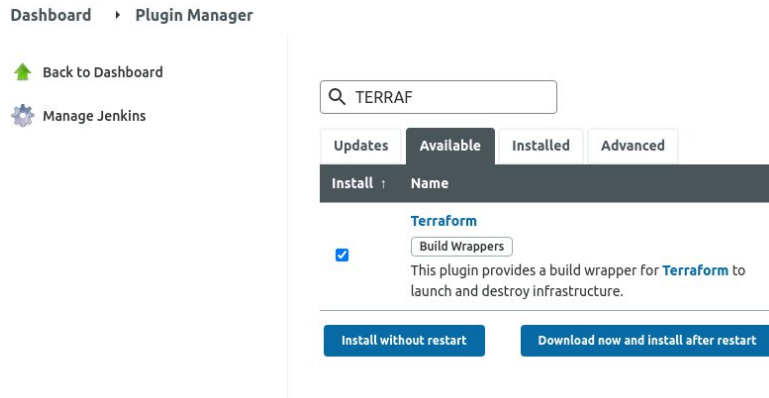 Dashboard ‣ Plugin Manager
Back to Dashboard
Manage Jenkins
TERRAF
Updates Available Installed Advanced
Install ↑ Name
Terraform
Build Wrappers
This plugin provides a build wrapper for Terraform to
launch and destroy infrastructure.
Install without restart Download now and install after restart